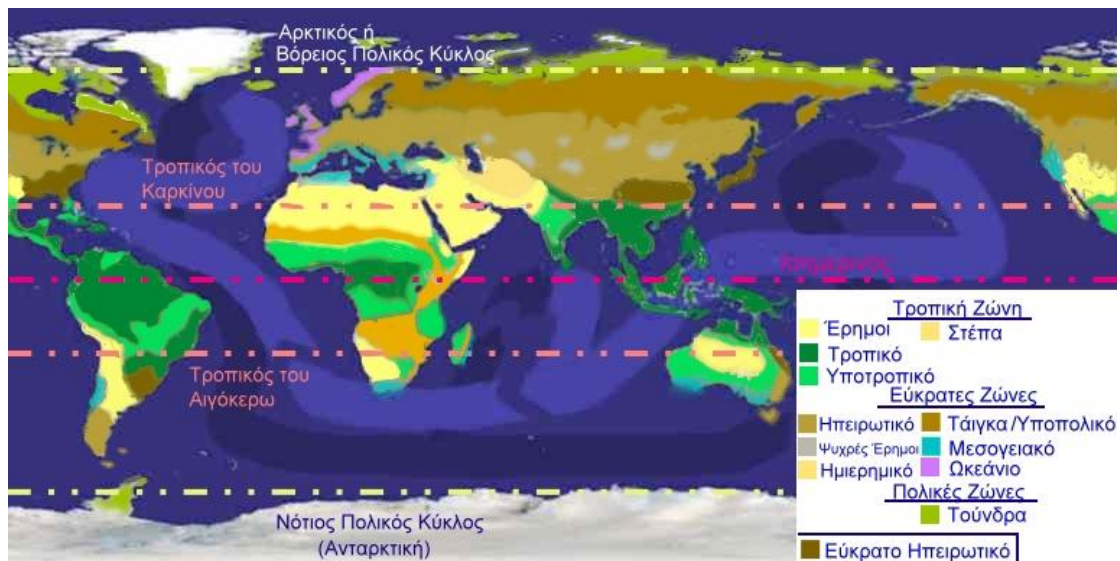 Αρκτικός ή
Βόρειος Πολικός Κύκλος
Τροπικός του
Καρκίνου
Ισημερινός
Τροπικός του
Αιγόκερω
Νότιος Πολικός Κύκλος
(Ανταρκτική)
Τροπική Ζώνη
Έρημοι
Στέπα
Τροπικό
Υποτροπικό
Εύκρατες Ζώνες
Ηπειρωτικό
Τάιγκα/Υποπολικό
Ψυχρές Έρημοι
Μεσογειακό
Ημιερημικό
Ωκεάνιο
Πολικές Ζώνες
Τούνδρα
Εύκρατο Ηπειρωτικό